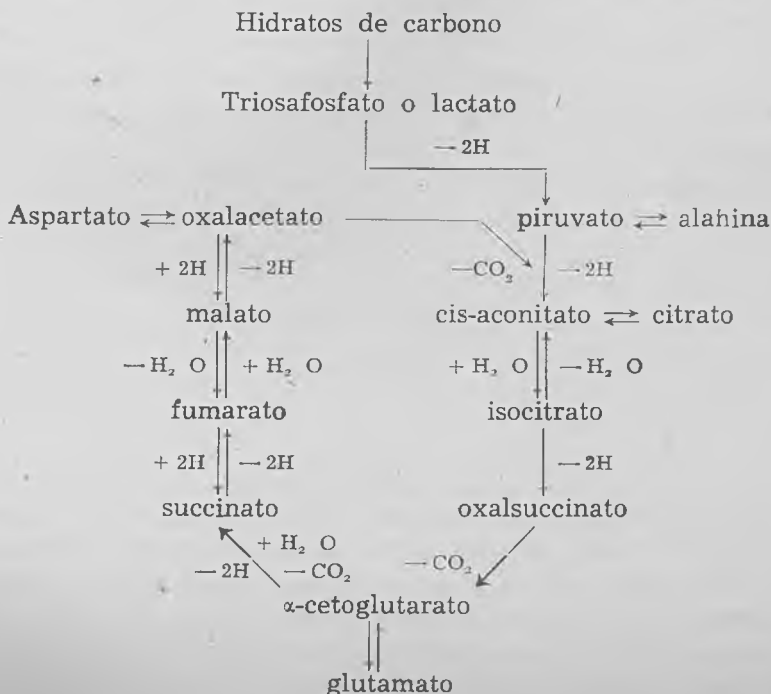 Hidratos de carbono
Triosafosfato o lactato
— 2H
Aspartato ⇌ oxalacetato piruvato ⇌ alahina
+ 2H — 2H —CO₂ — 2H
malato cis-aconitato ⇌ citrato
— H₂ O + H₂ O + H₂ O — H₂ O
fumarato isocitrato
+ 2H — 2H — 2H
succinato oxalsuccinato
+ H₂ O
— 2H — CO₂ — CO₂
α-cetoglutarato
glutamato